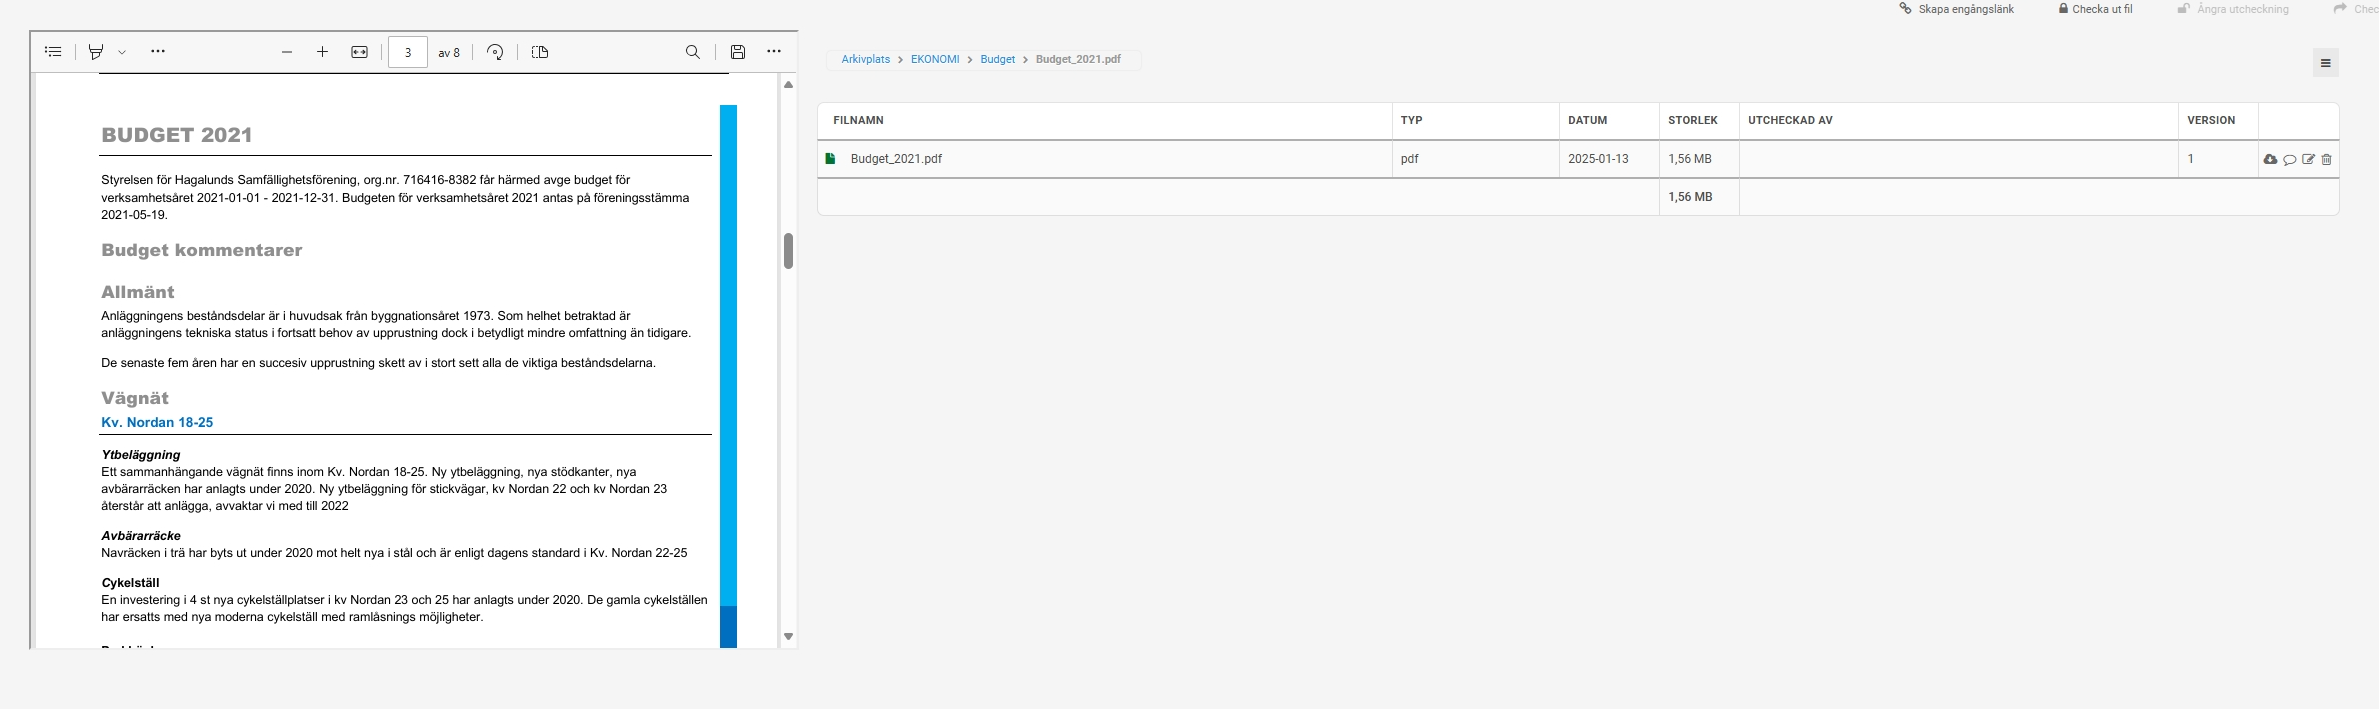 Skapa engångslänk
Checka ut fil
Ångra utcheckning
Chec
3 av 8
BUDGET 2021
Styrelsen för Hagalunds Samfällighetsförening, org.nr. 716416-8382 får härmed avge budget för
verksamhetsåret 2021-01-01 - 2021-12-31. Budgeten för verksamhetsåret 2021 antas på föreningsstämma
2021-05-19.
Budget kommentarer
Allmänt
Anläggningens beståndsdelar är i huvudsak från byggnationsåret 1973. Som helhet betraktad är
anläggningens tekniska status i fortsatt behov av upprustning dock i betydligt mindre omfattning än tidigare.
De senaste fem åren har en succesiv upprustning skett av i stort sett alla de viktiga beståndsdelarna.
Vägnät
Kv. Nordan 18-25
Ytbeläggning
Ett sammanhängande vägnät finns inom Kv. Nordan 18-25. Ny ytbeläggning, nya stödkanter, nya
avbärarräcken har anlagts under 2020. Ny ytbeläggning för stickvägar, kv Nordan 22 och kv Nordan 23
återstår att anlägga, avvaktar vi med till 2022
Avbärarräcke
Navräcken i trä har byts ut under 2020 mot helt nya i stål och är enligt dagens standard i Kv. Nordan 22-25
Cykelställ
En investering i 4 st nya cykelställplatser i kv Nordan 23 och 25 har anlagts under 2020. De gamla cykelställen
har ersatts med nya moderna cykelställ med ramlåsnings möjligheter.
Arkivplats > EKONOMI > Budget > Budget_2021.pdf
FILNAMN TYP DATUM STORLEK UTCHECKAD AV VERSION
Budget_2021.pdf pdf 2025-01-13 1,56 MB 1
1,56 MB